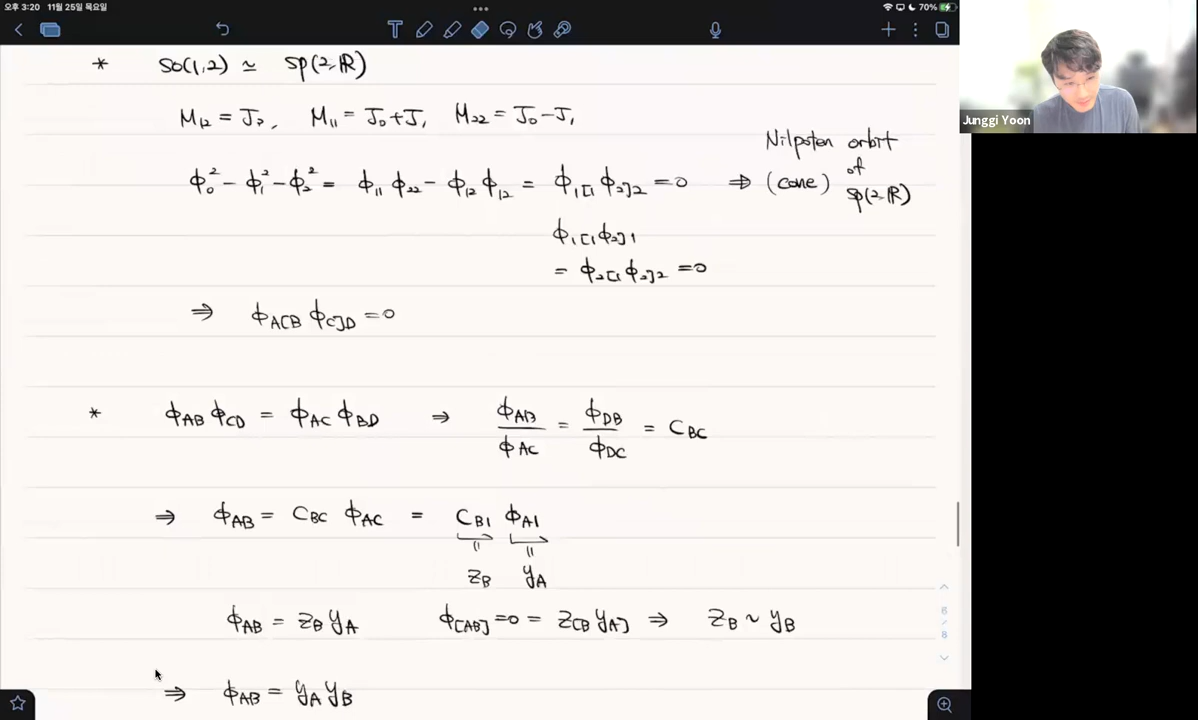 오후 3:20 11월 25일 목요일
70%
* so(1,2) ≃ sp(2,ℝ)
M₁₂ = J₂, M₁₁ = J₀+J₁ M₂₂ = J₀−J₁
Nilpoten orbit
of
sp(2,ℝ)
ϕ₀² − ϕ₁² − ϕ₂² = ϕ₁₁ ϕ₂₂ − ϕ₁₂ ϕ₁₂ = ϕ₁[₁ ϕ₂]₂ = 0 ⇒ (cone)
ϕ₁[₁ϕ₂]₁
= ϕ₂[₁ ϕ₂]₂ = 0
⇒ ϕ_A[B ϕ_C]D = 0
* ϕ_AB ϕ_CD = ϕ_AC ϕ_BD ⇒ ϕ_AB/ϕ_AC = ϕ_DB/ϕ_DC = C_BC
⇒ ϕ_AB = C_BC ϕ_AC = C_B1 ϕ_A1
z_B y_A
ϕ_AB = z_B y_A ϕ_[AB] = 0 = z_[B y_A] ⇒ z_B ~ y_B
⇒ ϕ_AB = y_A y_B
6/8
Junggi Yoon